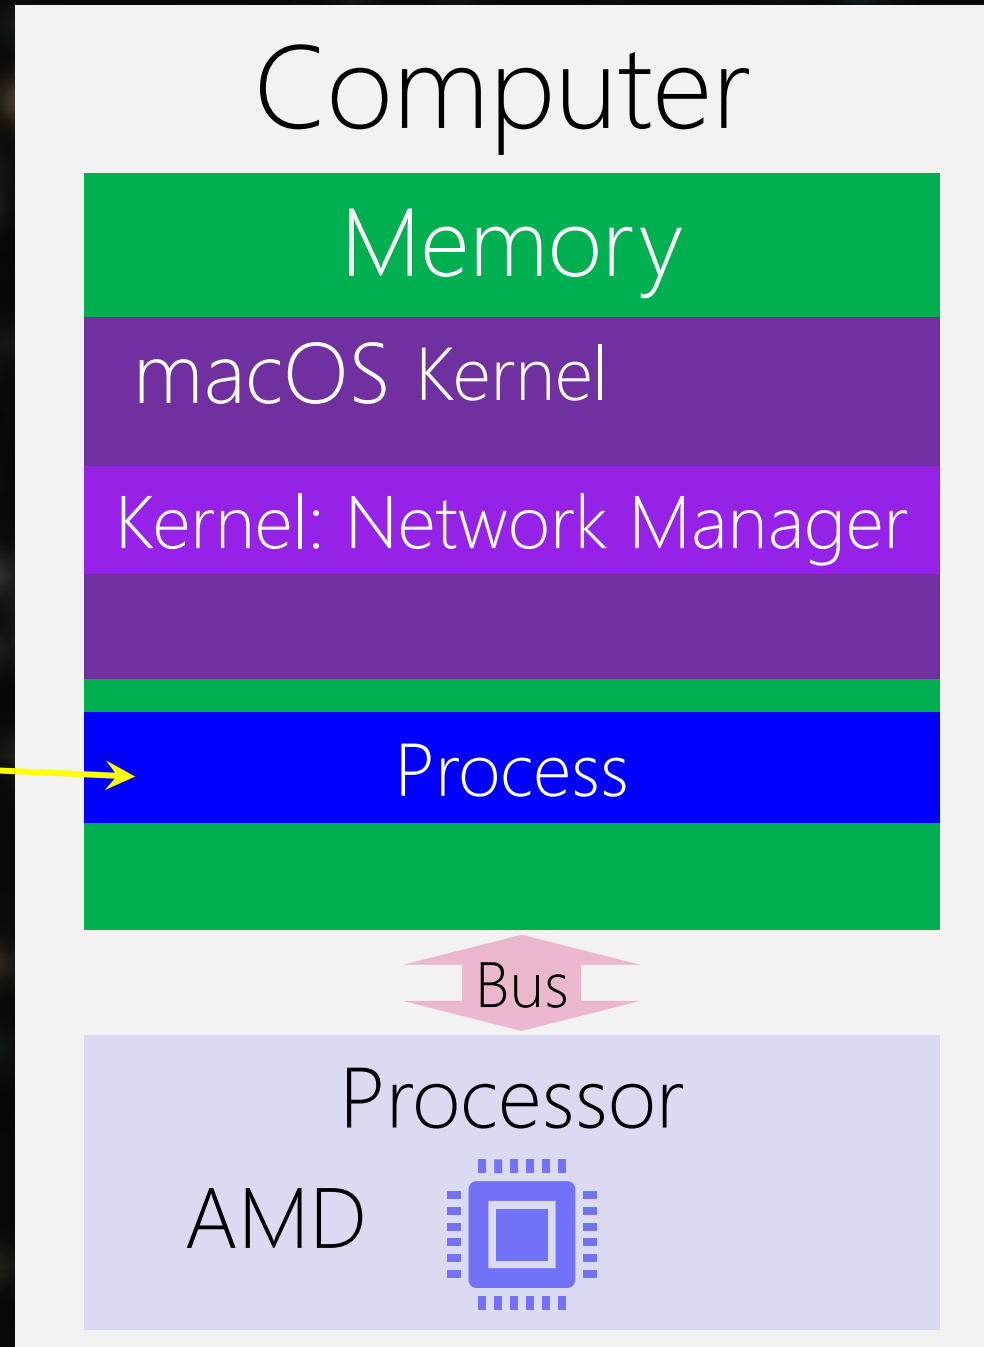 Computer
Memory
macOS Kernel
Kernel: Network Manager
Process
Bus
Processor
AMD